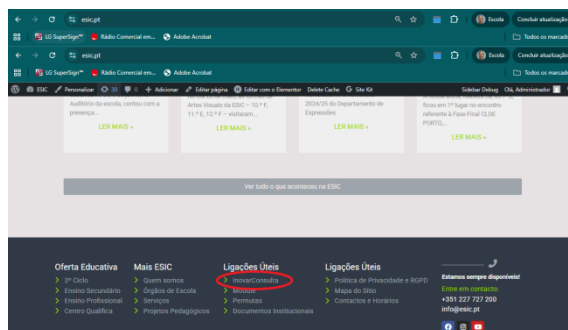 esic.pt
Escola
Concluir atualização
LG SuperSign™
Rádio Comercial em...
Adobe Acrobat
Todos os marcado
esic.pt
Escola
Concluir atualização
LG SuperSign™
Rádio Comercial em...
Adobe Acrobat
Todos os marcado
ESIC
Personalizar
Adicionar
Editar página
Editar com o Elementor
Delete Cache
Site Kit
Sidebar Debug
Olá, Administrador
Auditório da escola, contou com a
presença...
LER MAIS »
Artes Visuais da ESIC – 10.º E,
11.º E, 12.º F – visitaram...
LER MAIS »
2024/25 do Departamento de
Expressões
LER MAIS »
ficou em 1º lugar no encontro
referente à Fase Final CLDE
PORTO,...
LER MAIS »
Ver tudo o que aconteceu na ESIC
Oferta Educativa
3º Ciclo
Ensino Secundário
Ensino Profissional
Centro Qualifica
Mais ESIC
Quem somos
Órgãos de Escola
Serviços
Projetos Pedagógicos
Ligações Úteis
InovarConsulta
Moodle
Permutas
Documentos Institucionais
Ligações Úteis
Política de Privacidade e RGPD
Mapa do Sítio
Contactos e Horários
Estamos sempre disponíveis!
Entre em contacto
+351 227 727 200
info@esic.pt